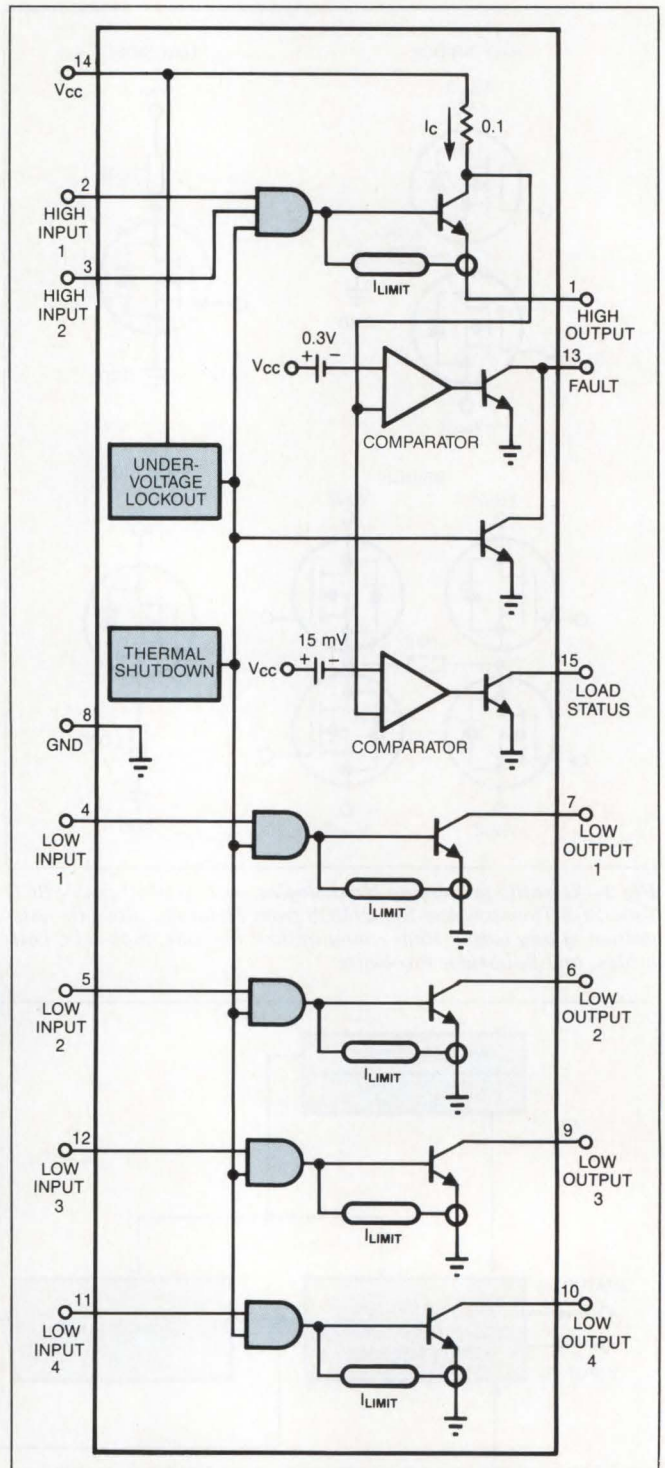 14
VCC
IC
0.1
2
HIGH
INPUT
1
3
HIGH
INPUT
2
ILIMIT
1
HIGH
OUTPUT
0.3V
VCC
+
−
13
FAULT
COMPARATOR
UNDER-
VOLTAGE
LOCKOUT
THERMAL
SHUTDOWN
15 mV
VCC
+
−
15
LOAD
STATUS
COMPARATOR
8
GND
4
LOW
INPUT
1
7
LOW
OUTPUT
1
ILIMIT
5
LOW
INPUT
2
6
LOW
OUTPUT
2
ILIMIT
12
LOW
INPUT
3
9
LOW
OUTPUT
3
ILIMIT
11
LOW
INPUT
4
10
LOW
OUTPUT
4
ILIMIT